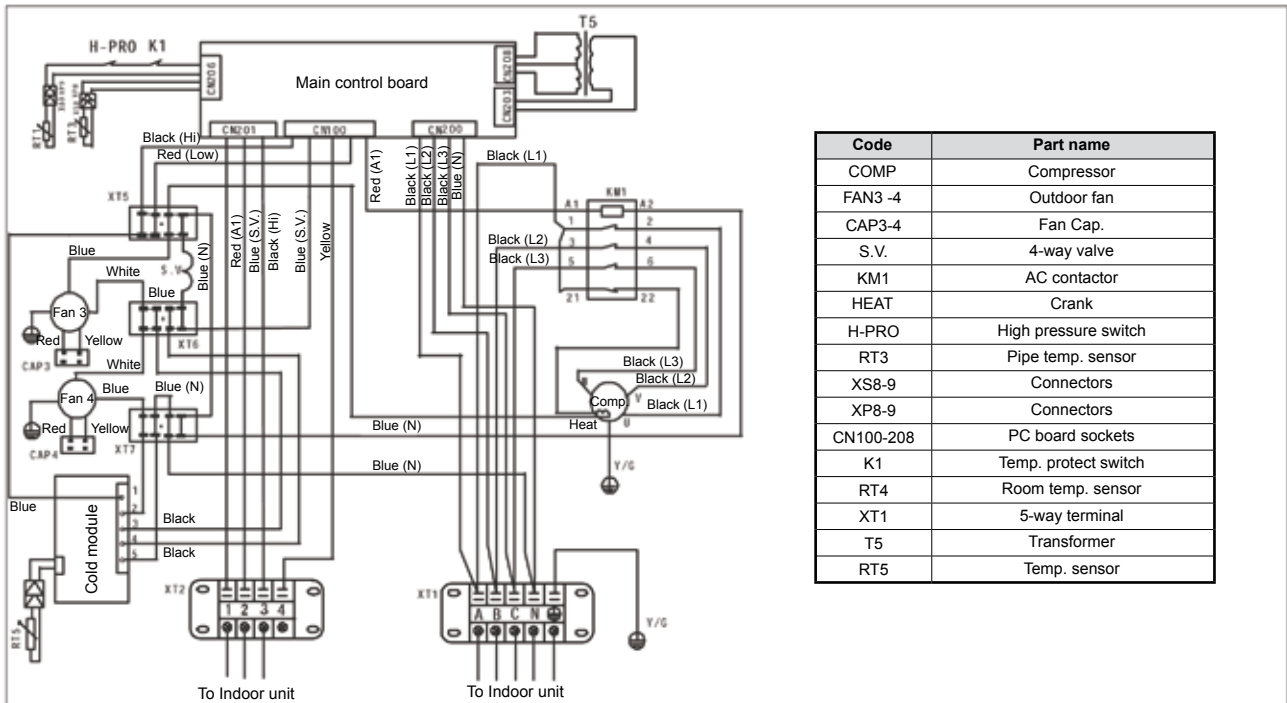 T5
H-PRO K1
CN206
Main control board
CN208
CN203
RT1
RT3
CN201
CN100
CN200
Black (Hi)
Red (Low)
Red (A1)
Black (L1)
Black (L2)
Black (L3)
Blue (N)
Black (L1)
KM1
A1
A2
1
2
Black (L2)
3
4
Black (L3)
5
6
21
22
XT5
Blue
White
S.V
Blue (N)
Red (A1)
Blue (S.V.)
Black (Hi)
Blue (S.V.)
Yellow
Fan 3
Blue
Red
Yellow
XT6
CAP3
White
Fan 4
Blue
Blue (N)
Red
Yellow
CAP4
XT7
Black (L3)
Black (L2)
W
V
Comp.
Black (L1)
U
Heat
Blue (N)
Y/G
Blue (N)
Blue
Cold module
1
2
3
4
5
Black
Black
RT5
XT2
1 2 3 4
To Indoor unit
XT1
A B C N
Y/G
To Indoor unit
Code Part name
COMP Compressor
FAN3 -4 Outdoor fan
CAP3-4 Fan Cap.
S.V. 4-way valve
KM1 AC contactor
HEAT Crank
H-PRO High pressure switch
RT3 Pipe temp. sensor
XS8-9 Connectors
XP8-9 Connectors
CN100-208 PC board sockets
K1 Temp. protect switch
RT4 Room temp. sensor
XT1 5-way terminal
T5 Transformer
RT5 Temp. sensor